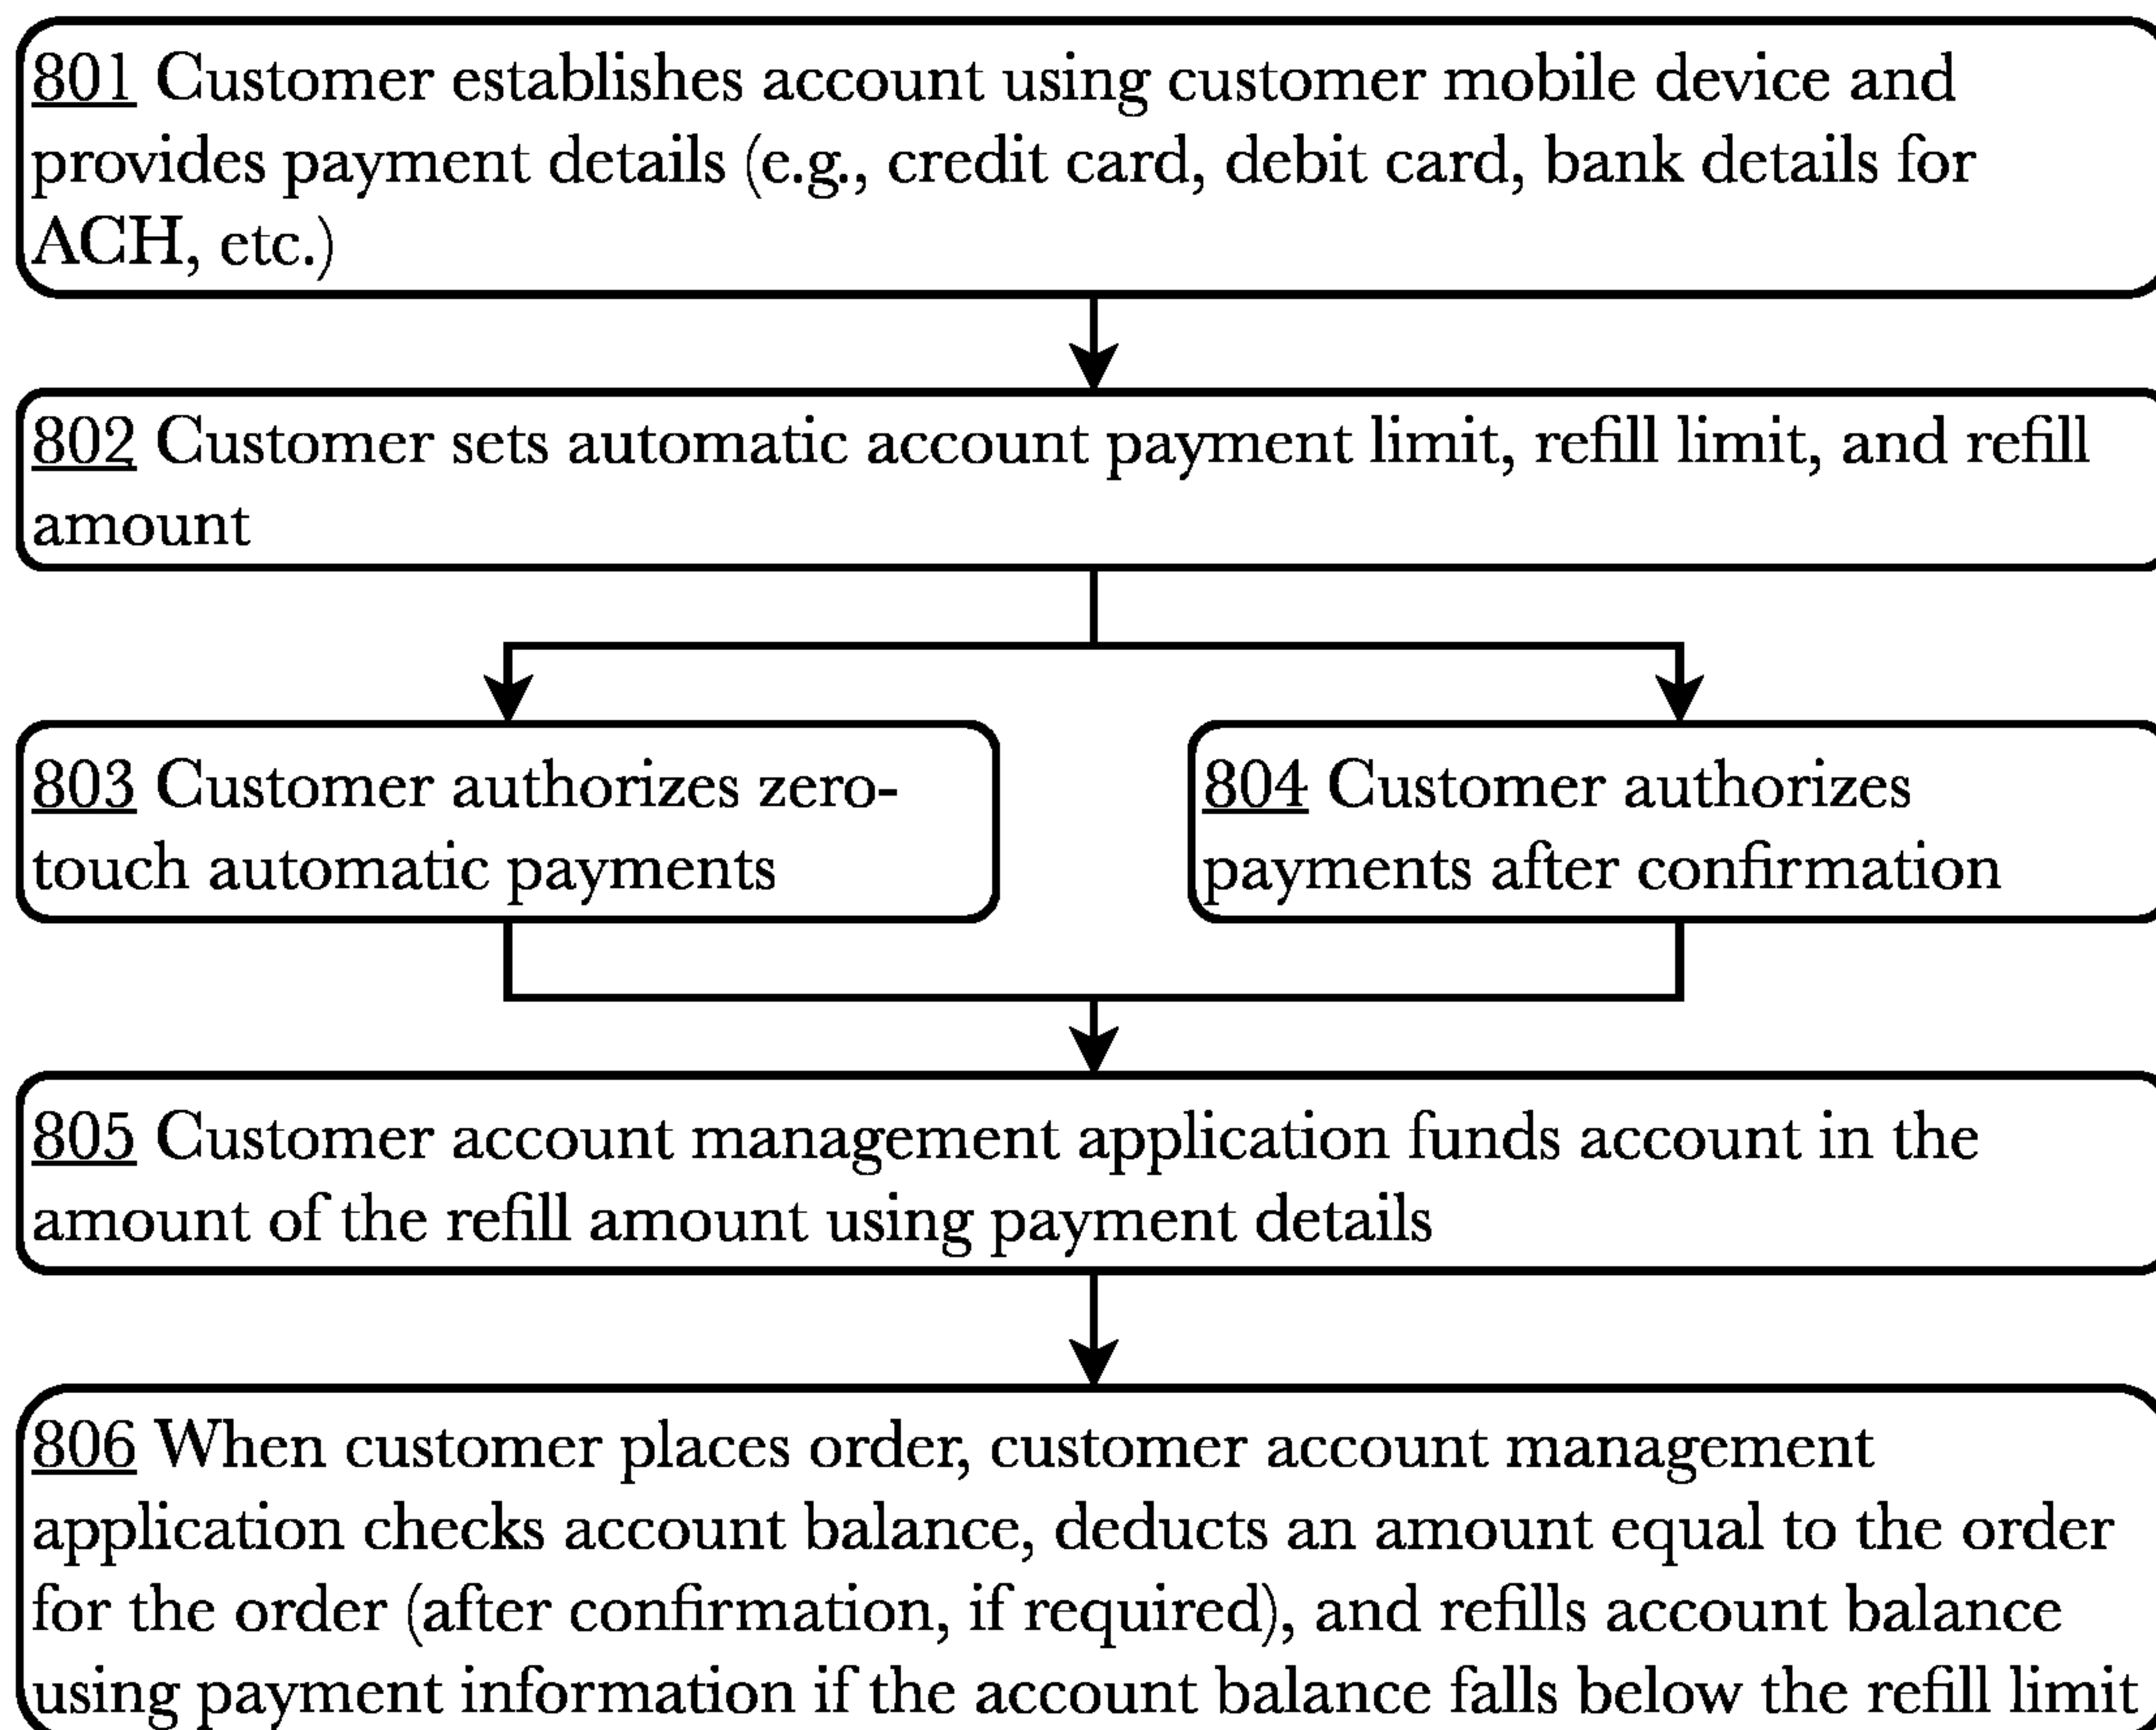 801 Customer establishes account using customer mobile device and
provides payment details (e.g., credit card, debit card, bank details for
ACH, etc.)
802 Customer sets automatic account payment limit, refill limit, and refill
amount
803 Customer authorizes zero-
touch automatic payments
804 Customer authorizes
payments after confirmation
805 Customer account management application funds account in the
amount of the refill amount using payment details
806 When customer places order, customer account management
application checks account balance, deducts an amount equal to the order
for the order (after confirmation, if required), and refills account balance
using payment information if the account balance falls below the refill limit